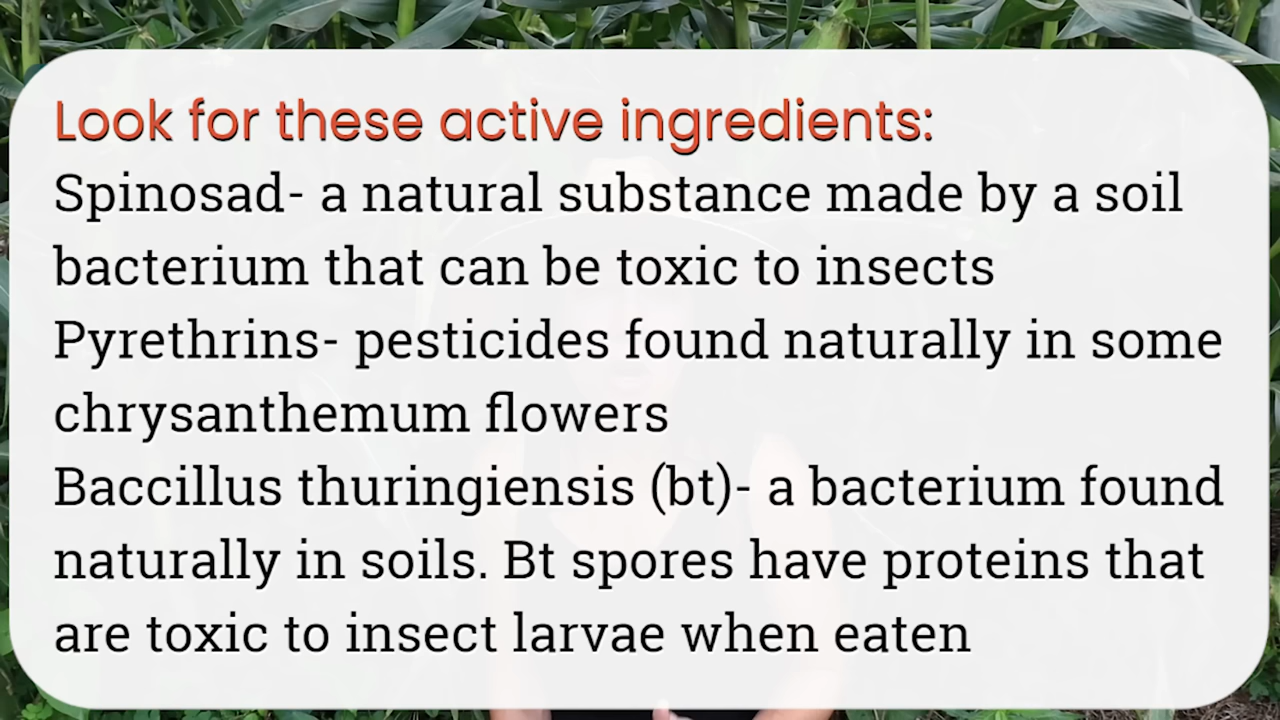 Look for these active ingredients:
Spinosad- a natural substance made by a soil
bacterium that can be toxic to insects
Pyrethrins- pesticides found naturally in some
chrysanthemum flowers
Baccillus thuringiensis (bt)- a bacterium found
naturally in soils. Bt spores have proteins that
are toxic to insect larvae when eaten